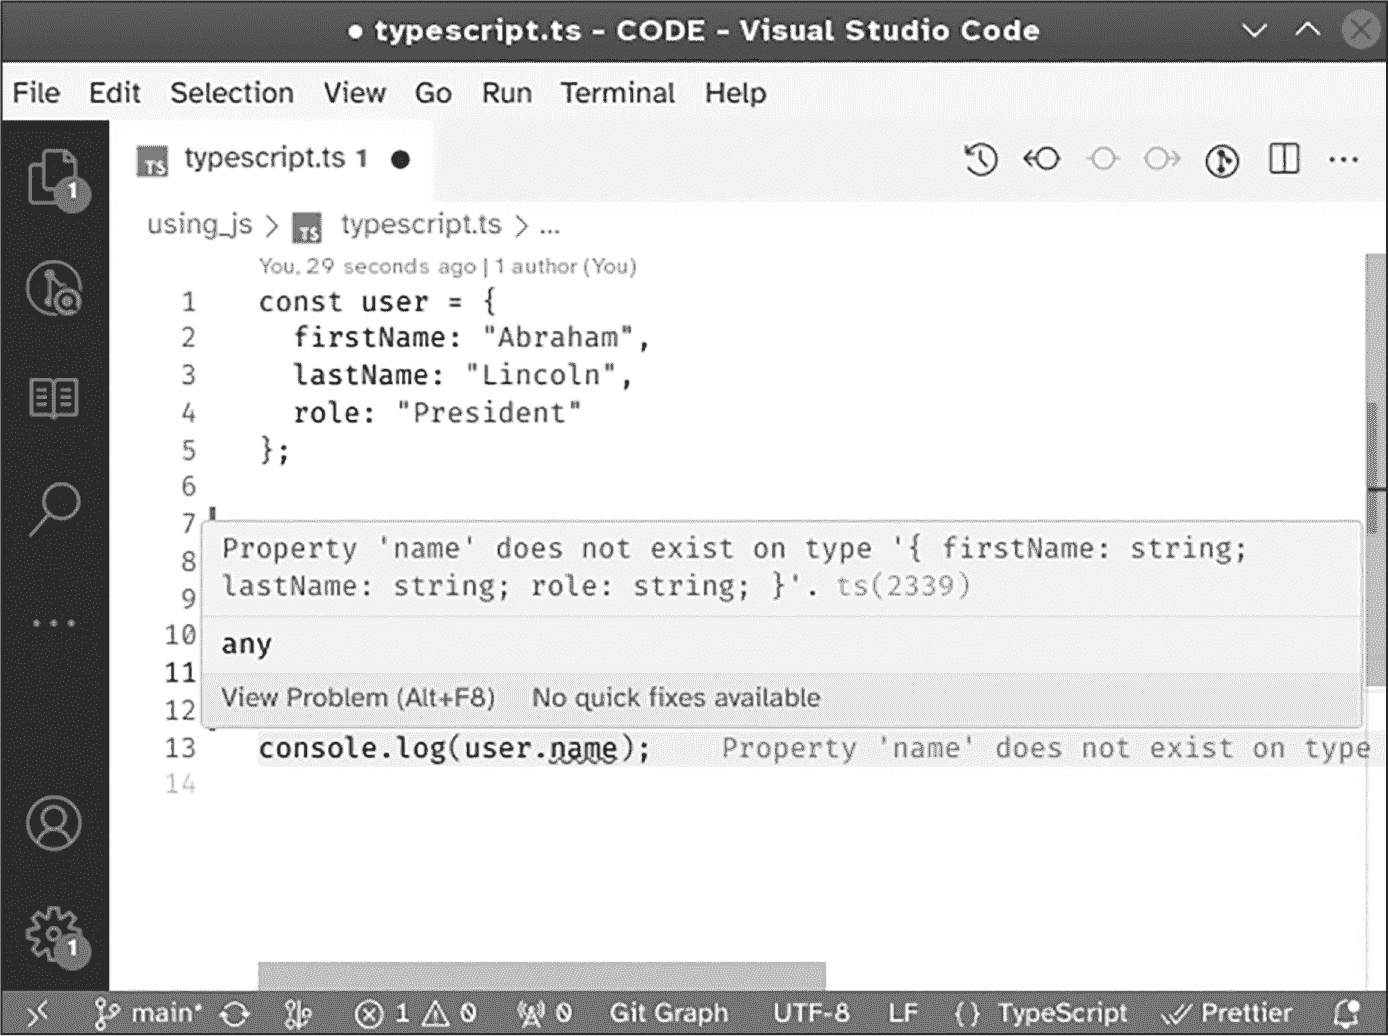 ● typescript.ts - CODE - Visual Studio Code
File Edit Selection View Go Run Terminal Help
TS typescript.ts 1 ●
1
using_js > TS typescript.ts > ...
You, 29 seconds ago | 1 author (You)
1 const user = {
2 firstName: "Abraham",
3 lastName: "Lincoln",
4 role: "President"
5 };
6
7
8 Property 'name' does not exist on type '{ firstName: string;
9 lastName: string; role: string; }'. ts(2339)
10 any
11
12 View Problem (Alt+F8) No quick fixes available
13 console.log(user.name); Property 'name' does not exist on type
14
1
main* 1 0 0 Git Graph UTF-8 LF {} TypeScript Prettier